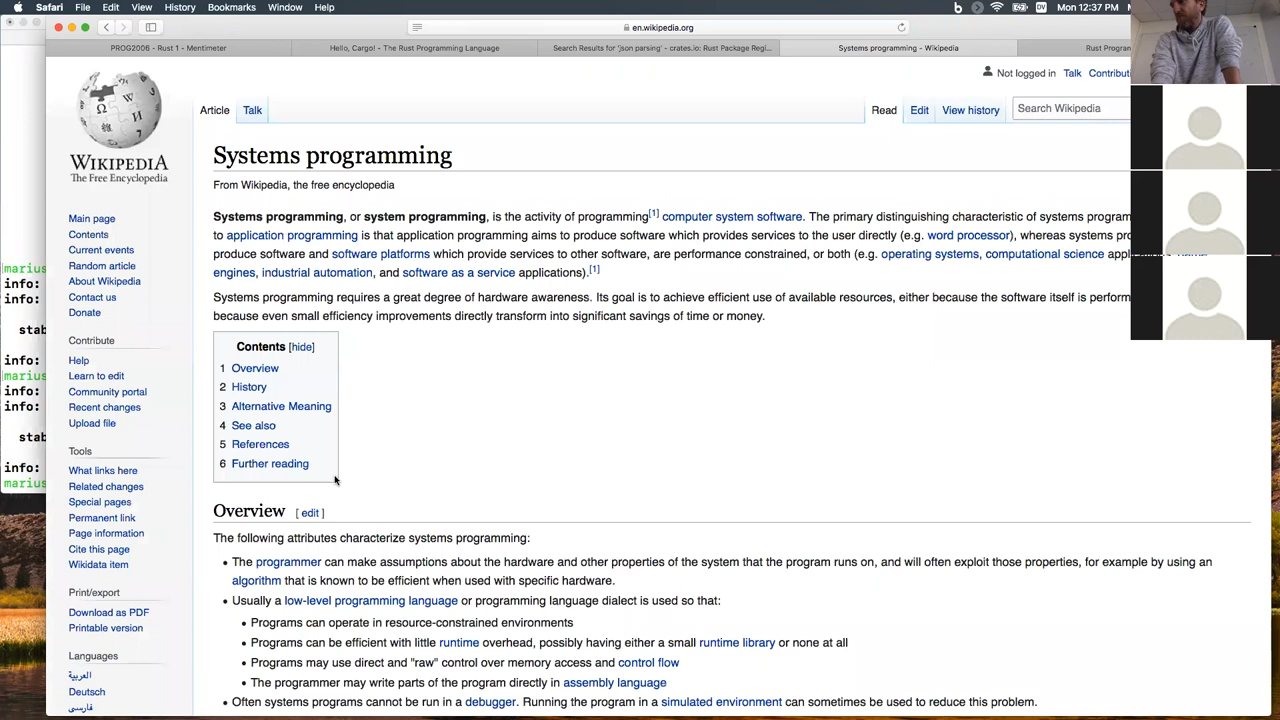 Safari File Edit View History Bookmarks Window Help
DV Mon 12:37 PM
en.wikipedia.org
PROG2006 - Rust 1 - Mentimeter
Hello, Cargo! - The Rust Programming Language
Search Results for 'json parsing' - crates.io: Rust Package Regi...
Systems programming - Wikipedia
Rust Program
Not logged in Talk Contributi
Article Talk
Read Edit View history
Search Wikipedia
WIKIPEDIA
The Free Encyclopedia
Main page
Contents
Current events
Random article
About Wikipedia
Contact us
Donate
Contribute
Help
Learn to edit
Community portal
Recent changes
Upload file
Tools
What links here
Related changes
Special pages
Permanent link
Page information
Cite this page
Wikidata item
Print/export
Download as PDF
Printable version
Languages
العربية
Deutsch
فارسی
Systems programming
From Wikipedia, the free encyclopedia
Systems programming, or system programming, is the activity of programming[1] computer system software. The primary distinguishing characteristic of systems program
to application programming is that application programming aims to produce software which provides services to the user directly (e.g. word processor), whereas systems pr
produce software and software platforms which provide services to other software, are performance constrained, or both (e.g. operating systems, computational science app
engines, industrial automation, and software as a service applications).[1]
Systems programming requires a great degree of hardware awareness. Its goal is to achieve efficient use of available resources, either because the software itself is perform
because even small efficiency improvements directly transform into significant savings of time or money.
Contents [hide]
1 Overview
2 History
3 Alternative Meaning
4 See also
5 References
6 Further reading
Overview [ edit ]
The following attributes characterize systems programming:
• The programmer can make assumptions about the hardware and other properties of the system that the program runs on, and will often exploit those properties, for example by using an
algorithm that is known to be efficient when used with specific hardware.
• Usually a low-level programming language or programming language dialect is used so that:
• Programs can operate in resource-constrained environments
• Programs can be efficient with little runtime overhead, possibly having either a small runtime library or none at all
• Programs may use direct and "raw" control over memory access and control flow
• The programmer may write parts of the program directly in assembly language
• Often systems programs cannot be run in a debugger. Running the program in a simulated environment can sometimes be used to reduce this problem.
marius
info:
info:
stab
info:
marius
info:
info:
stab
info:
marius